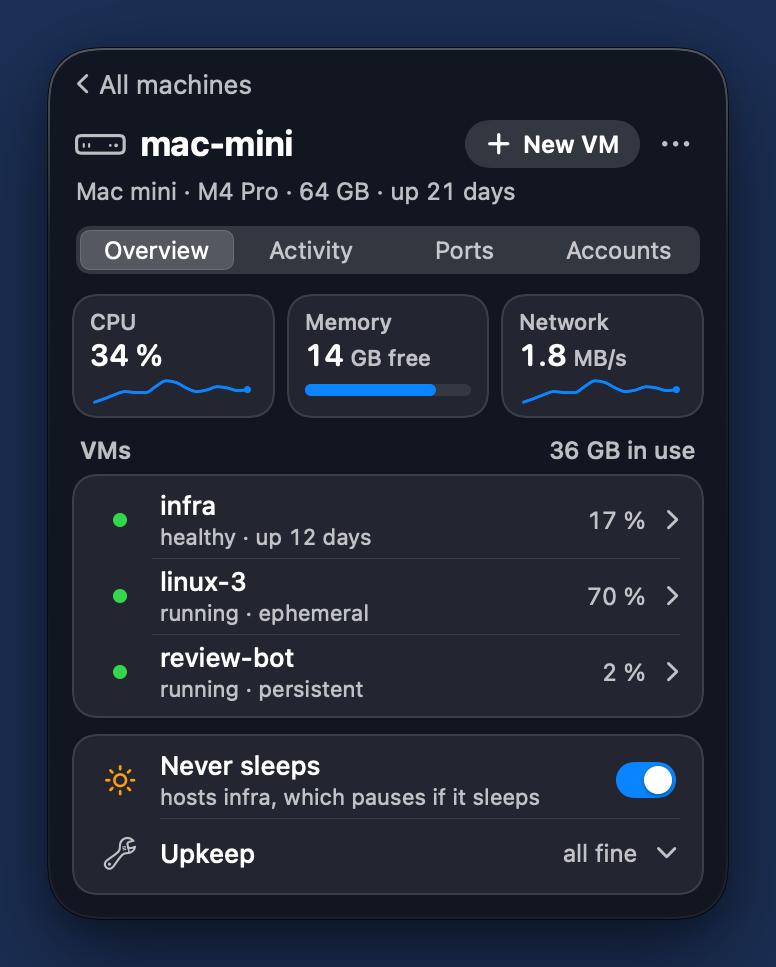 All machines
mac-mini
New VM
Mac mini · M4 Pro · 64 GB · up 21 days
Overview
Activity
Ports
Accounts
CPU
34 %
Memory
14 GB free
Network
1.8 MB/s
VMs
36 GB in use
infra
healthy · up 12 days
17 %
linux-3
running · ephemeral
70 %
review-bot
running · persistent
2 %
Never sleeps
hosts infra, which pauses if it sleeps
Upkeep
all fine